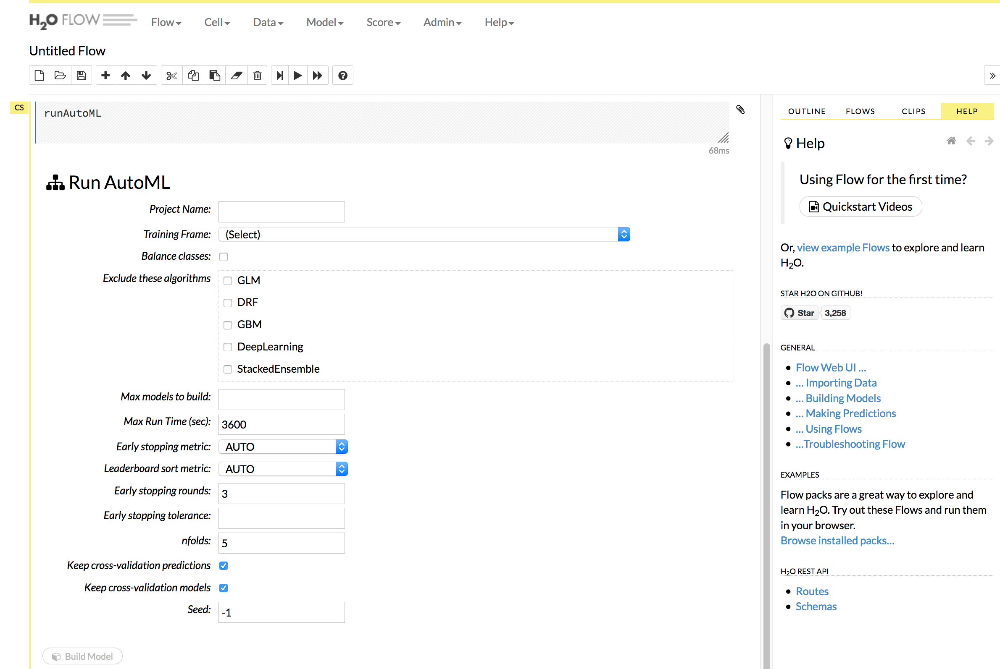 H2O FLOW Flow Cell Data Model Score Admin Help
Untitled Flow
CS
runAutoML
68ms
Run AutoML
Project Name:
Training Frame: (Select)
Balance classes:
Exclude these algorithms GLM
DRF
GBM
DeepLearning
StackedEnsemble
Max models to build:
Max Run Time (sec): 3600
Early stopping metric: AUTO
Leaderboard sort metric: AUTO
Early stopping rounds: 3
Early stopping tolerance:
nfolds: 5
Keep cross-validation predictions
Keep cross-validation models
Seed: -1
Build Model
OUTLINE FLOWS CLIPS HELP
Help
Using Flow for the first time?
Quickstart Videos
Or, view example Flows to explore and learn
H2O.
STAR H2O ON GITHUB!
Star 3,258
GENERAL
Flow Web UI ...
... Importing Data
... Building Models
... Making Predictions
... Using Flows
...Troubleshooting Flow
EXAMPLES
Flow packs are a great way to explore and
learn H2O. Try out these Flows and run them
in your browser.
Browse installed packs...
H2O REST API
Routes
Schemas